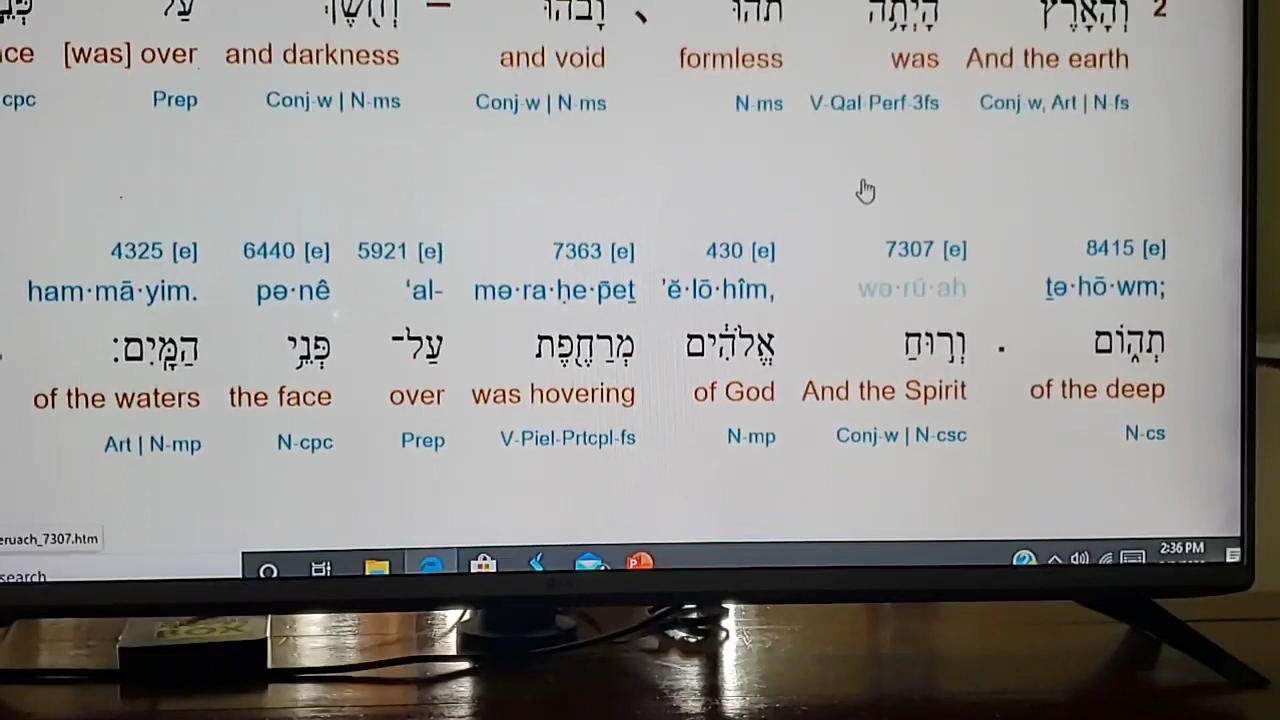 2 וְהָאָרֶץ הָיְתָה תֹהוּ וָבֹהוּ
And the earth was formless and void and darkness [was] over
Conj-w, Art | N-fs V-Qal-Perf-3fs N-ms Conj-w | N-ms Conj-w | N-ms Prep cpc
8415 [e] 7307 [e] 430 [e] 7363 [e] 5921 [e] 6440 [e] 4325 [e]
ṯə·hō·wm; wə·rū·aḥ 'ĕ·lō·hîm, mə·ra·ḥe·p̄eṯ 'al- pə·nê ham·mā·yim.
תְה֑וֹם . וְר֣וּחַ אֱלֹהִ֔ים מְרַחֶ֖פֶת עַל־ פְּנֵ֥י הַמָּֽיִם׃
of the deep And the Spirit of God was hovering over the face of the waters
N-cs Conj-w | N-csc N-mp V-Piel-Prtcpl-fs Prep N-cpc Art | N-mp
eruach_7307.htm
search
2:36 PM